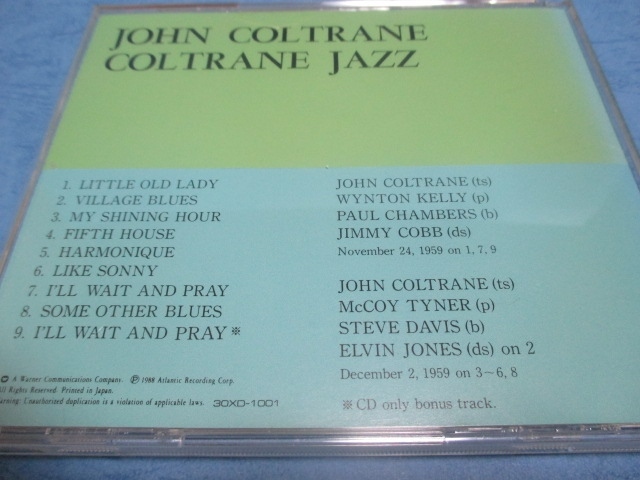 JOHN COLTRANE
COLTRANE JAZZ
1. LITTLE OLD LADY
2. VILLAGE BLUES
3. MY SHINING HOUR
4. FIFTH HOUSE
5. HARMONIQUE
6. LIKE SONNY
7. I'LL WAIT AND PRAY
8. SOME OTHER BLUES
9. I'LL WAIT AND PRAY※
JOHN COLTRANE (ts)
WYNTON KELLY (p)
PAUL CHAMBERS (b)
JIMMY COBB (ds)
November 24, 1959 on 1, 7, 9
JOHN COLTRANE (ts)
McCOY TYNER (p)
STEVE DAVIS (b)
ELVIN JONES (ds) on 2
December 2, 1959 on 3~6, 8
※CD only bonus track.
A Warner Communications Company. Ⓟ1988 Atlantic Recording Corp.
All Rights Reserved. Printed in Japan.
arning: Unauthorized duplication is a violation of applicable laws. 30XD-1001